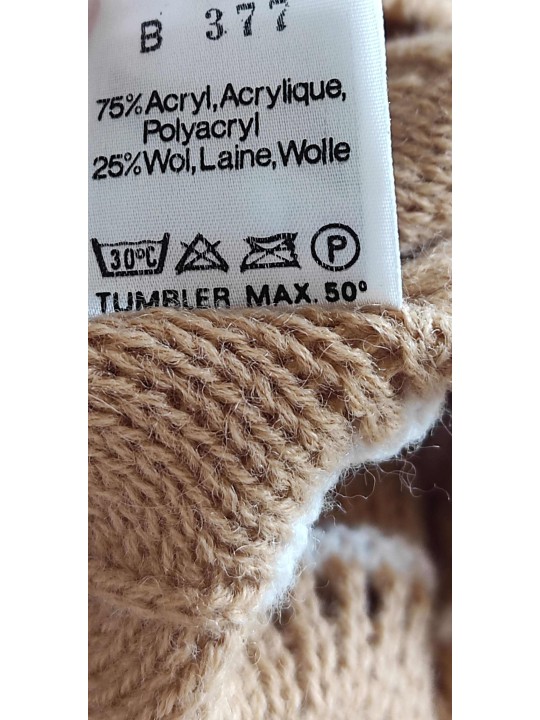 B 377
75% Acryl, Acrylique,
Polyacryl
25% Wol, Laine, Wolle
30°C P
TUMBLER MAX. 50°